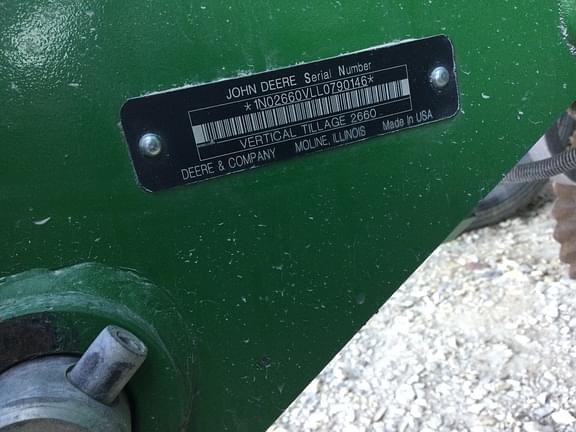 JOHN DEERE Serial Number
*1N02660VLL0790146*
VERTICAL TILLAGE 2660
DEERE & COMPANY MOLINE, ILLINOIS Made In USA